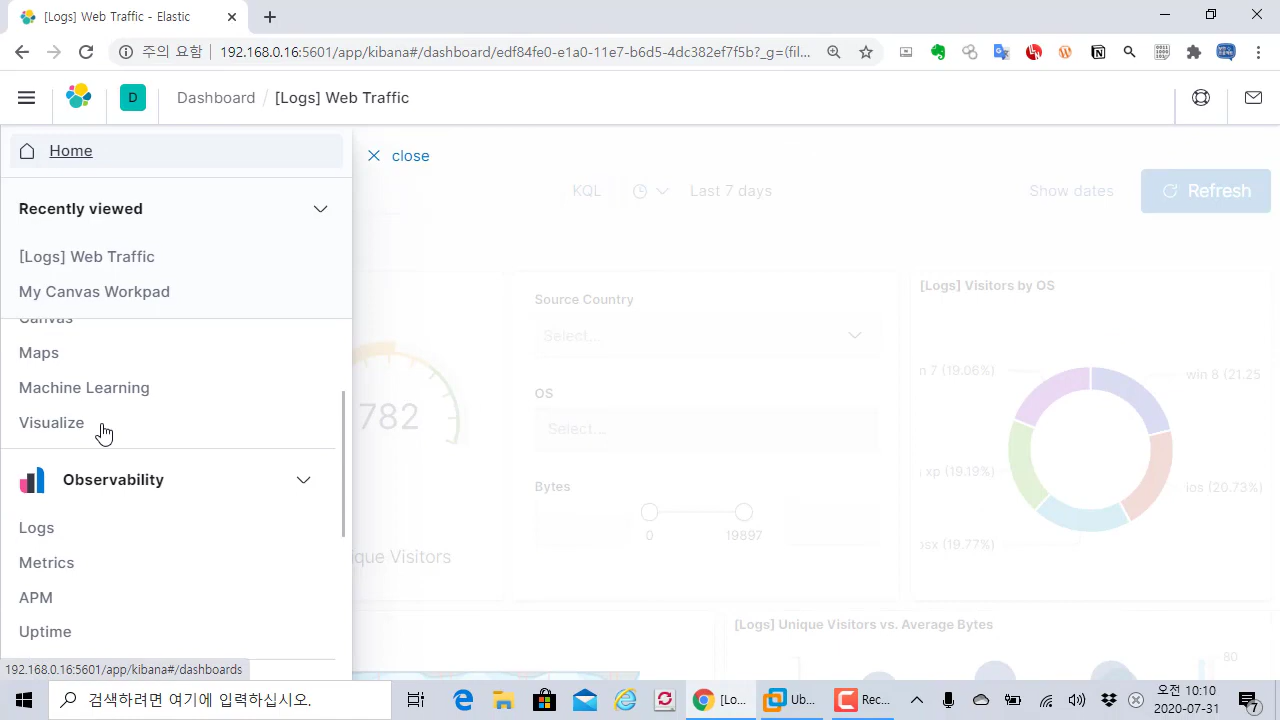 [Logs] Web Traffic - Elastic
주의 요함
192.168.0.16:5601/app/kibana#/dashboard/edf84fe0-e1a0-11e7-b6d5-4dc382ef7f5b?_g=(fil...
D
Dashboard / [Logs] Web Traffic
Home
Recently viewed
[Logs] Web Traffic
My Canvas Workpad
Canvas
Maps
Machine Learning
Visualize
Observability
Logs
Metrics
APM
Uptime
close
KQL
Last 7 days
Show dates
Refresh
782
que Visitors
Source Country
Select...
OS
Select...
Bytes
0
19897
[Logs] Visitors by OS
n 7 (19.06%)
win 8 (21.25
xp (19.19%)
ios (20.73%)
osx (19.77%)
[Logs] Unique Visitors vs. Average Bytes
80
192.168.0.16:5601/app/kibana#/dashboards
검색하려면 여기에 입력하십시오.
[Lo...
Ub...
Rec...
오전 10:10
2020-07-31
7